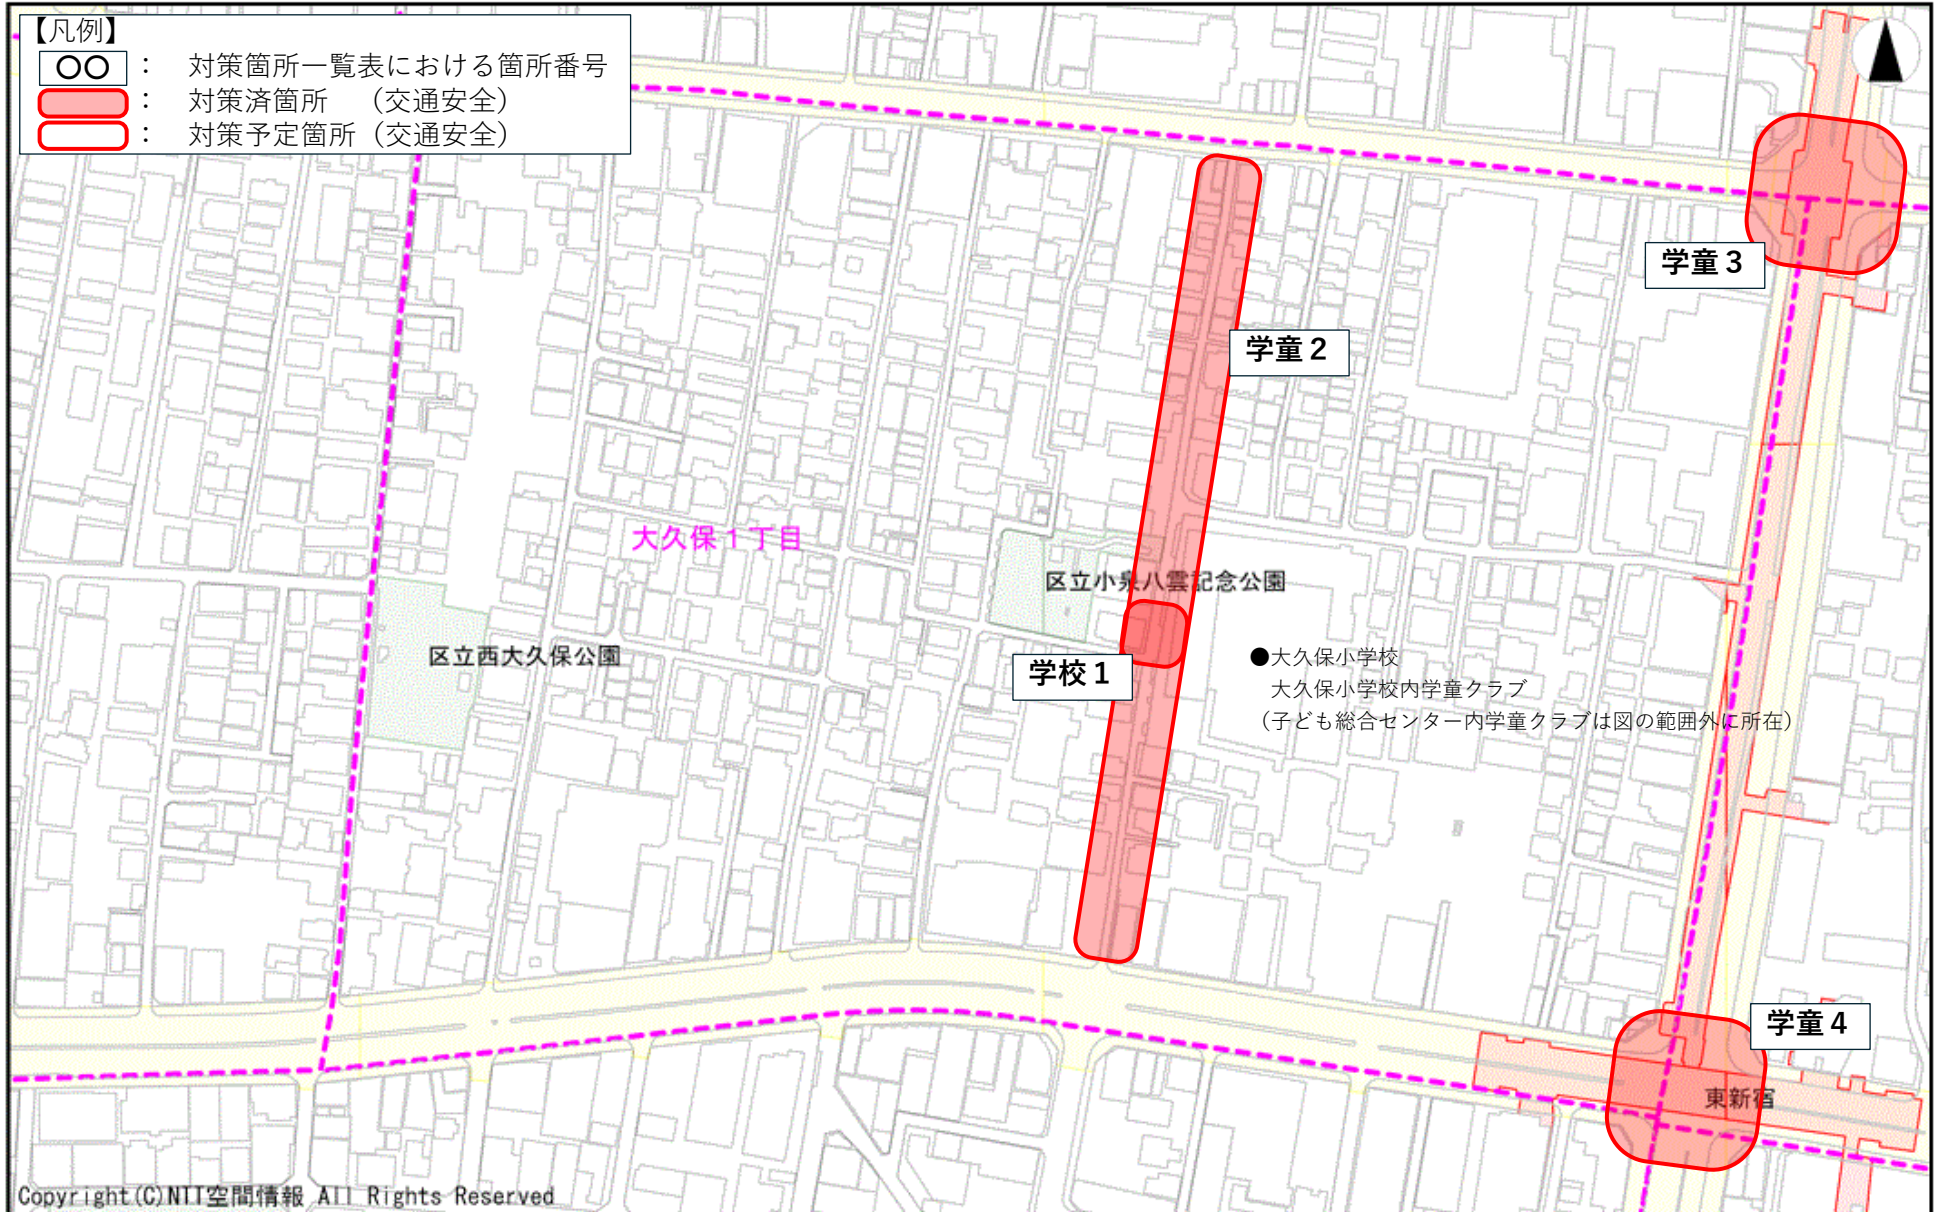 【凡例】
○○ ： 対策箇所一覧表における箇所番号
： 対策済箇所 （交通安全）
： 対策予定箇所（交通安全）
学童３
学童２
大久保１丁目
区立小泉八雲記念公園
区立西大久保公園
学校１
●大久保小学校
大久保小学校内学童クラブ
（子ども総合センター内学童クラブは図の範囲外に所在）
学童４
東新宿
Copyright(C)NTT空間情報 All Rights Reserved